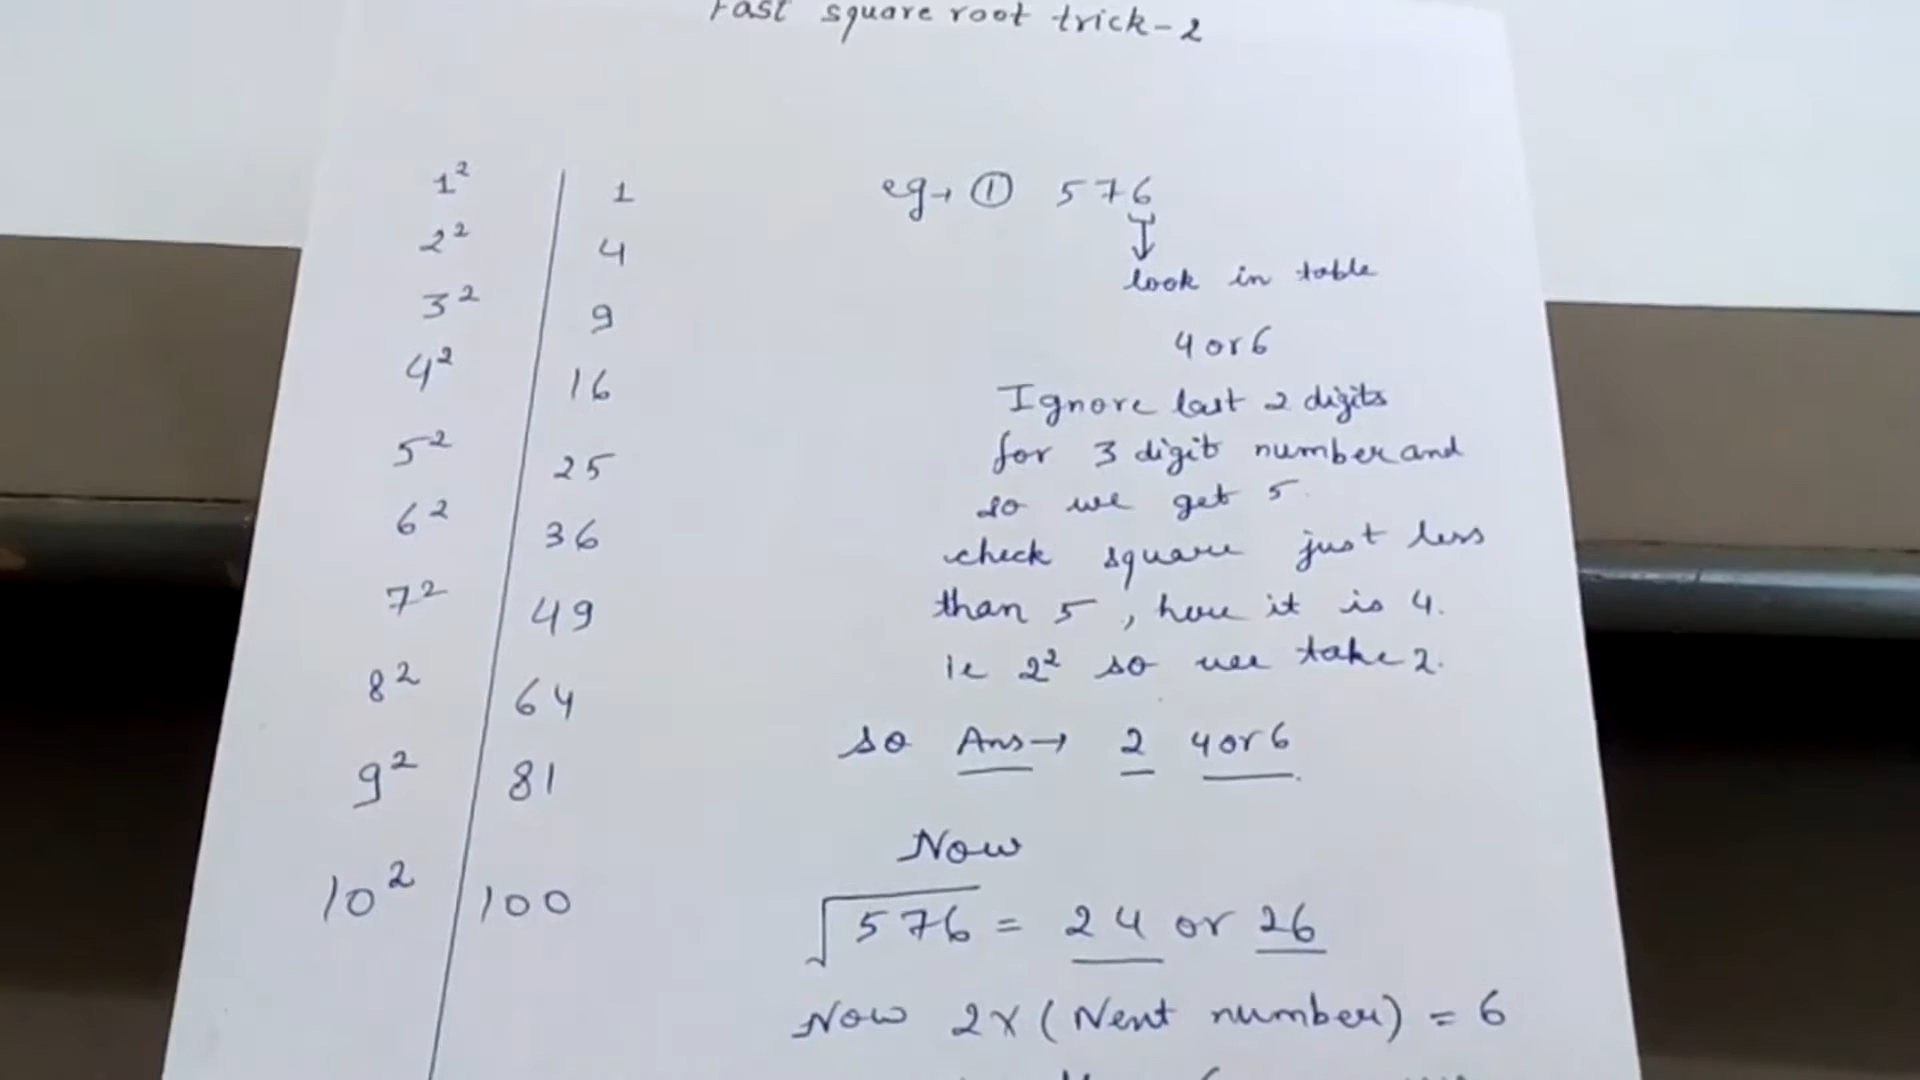 Fast square root trick-2
1² 1
2² 4
3² 9
4² 16
5² 25
6² 36
7² 49
8² 64
9² 81
10² 100
eg→ ① 576
look in table
4 or 6
Ignore last 2 digits
for 3 digit number and
so we get 5.
check square just less
than 5, here it is 4.
ie 2² so we take 2.
so Ans→ 2 4 or 6
Now
√576 = 24 or 26
Now 2x (Next number) = 6